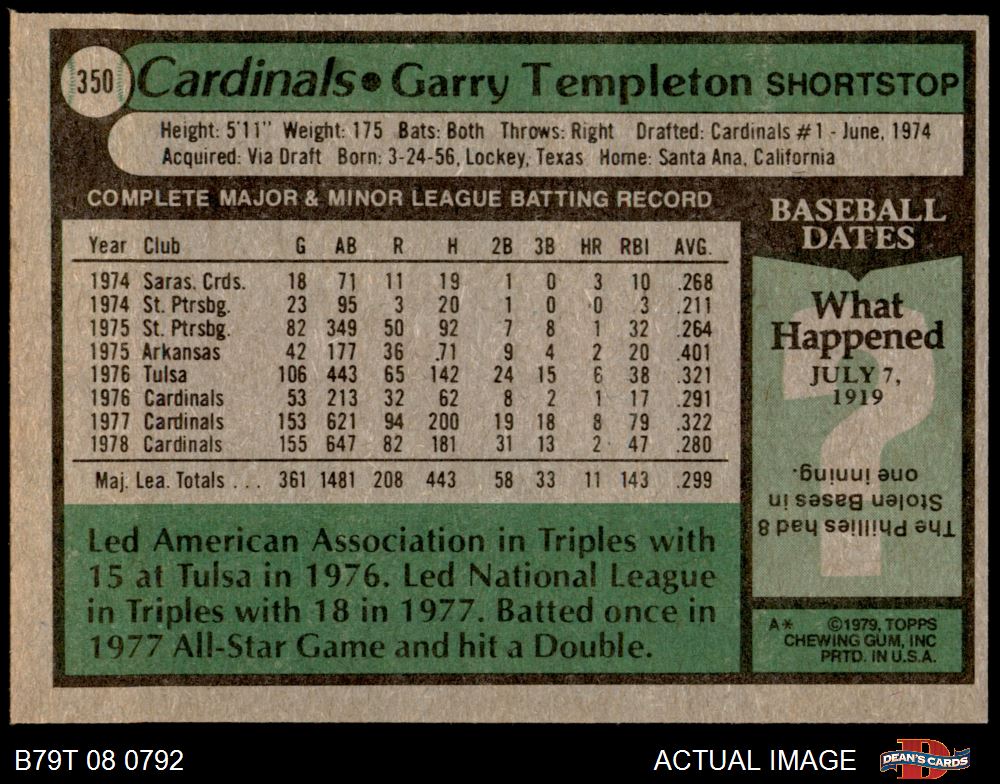 350
Cardinals • Garry Templeton SHORTSTOP
Height: 5'11" Weight: 175 Bats: Both Throws: Right Drafted: Cardinals #1 - June, 1974
Acquired: Via Draft Born: 3-24-56, Lockey, Texas Home: Santa Ana, California
COMPLETE MAJOR & MINOR LEAGUE BATTING RECORD
Year Club G AB R H 2B 3B HR RBI AVG.
1974 Saras. Crds. 18 71 11 19 1 0 3 10 .268
1974 St. Ptrsbg. 23 95 3 20 1 0 0 3 .211
1975 St. Ptrsbg. 82 349 50 92 7 8 1 32 .264
1975 Arkansas 42 177 36 71 9 4 2 20 .401
1976 Tulsa 106 443 65 142 24 15 6 38 .321
1976 Cardinals 53 213 32 62 8 2 1 17 .291
1977 Cardinals 153 621 94 200 19 18 8 79 .322
1978 Cardinals 155 647 82 181 31 13 2 47 .280
Maj. Lea. Totals ... 361 1481 208 443 58 33 11 143 .299
Led American Association in Triples with
15 at Tulsa in 1976. Led National League
in Triples with 18 in 1977. Batted once in
1977 All-Star Game and hit a Double.
BASEBALL
DATES
What
Happened
JULY 7,
1919
?
The Phillies had 8
Stolen Bases in
one inning.
A* ©1979, TOPPS
CHEWING GUM, INC
PRTD. IN U.S.A.
B79T 08 0792
ACTUAL IMAGE
D
DEAN'S CARDS